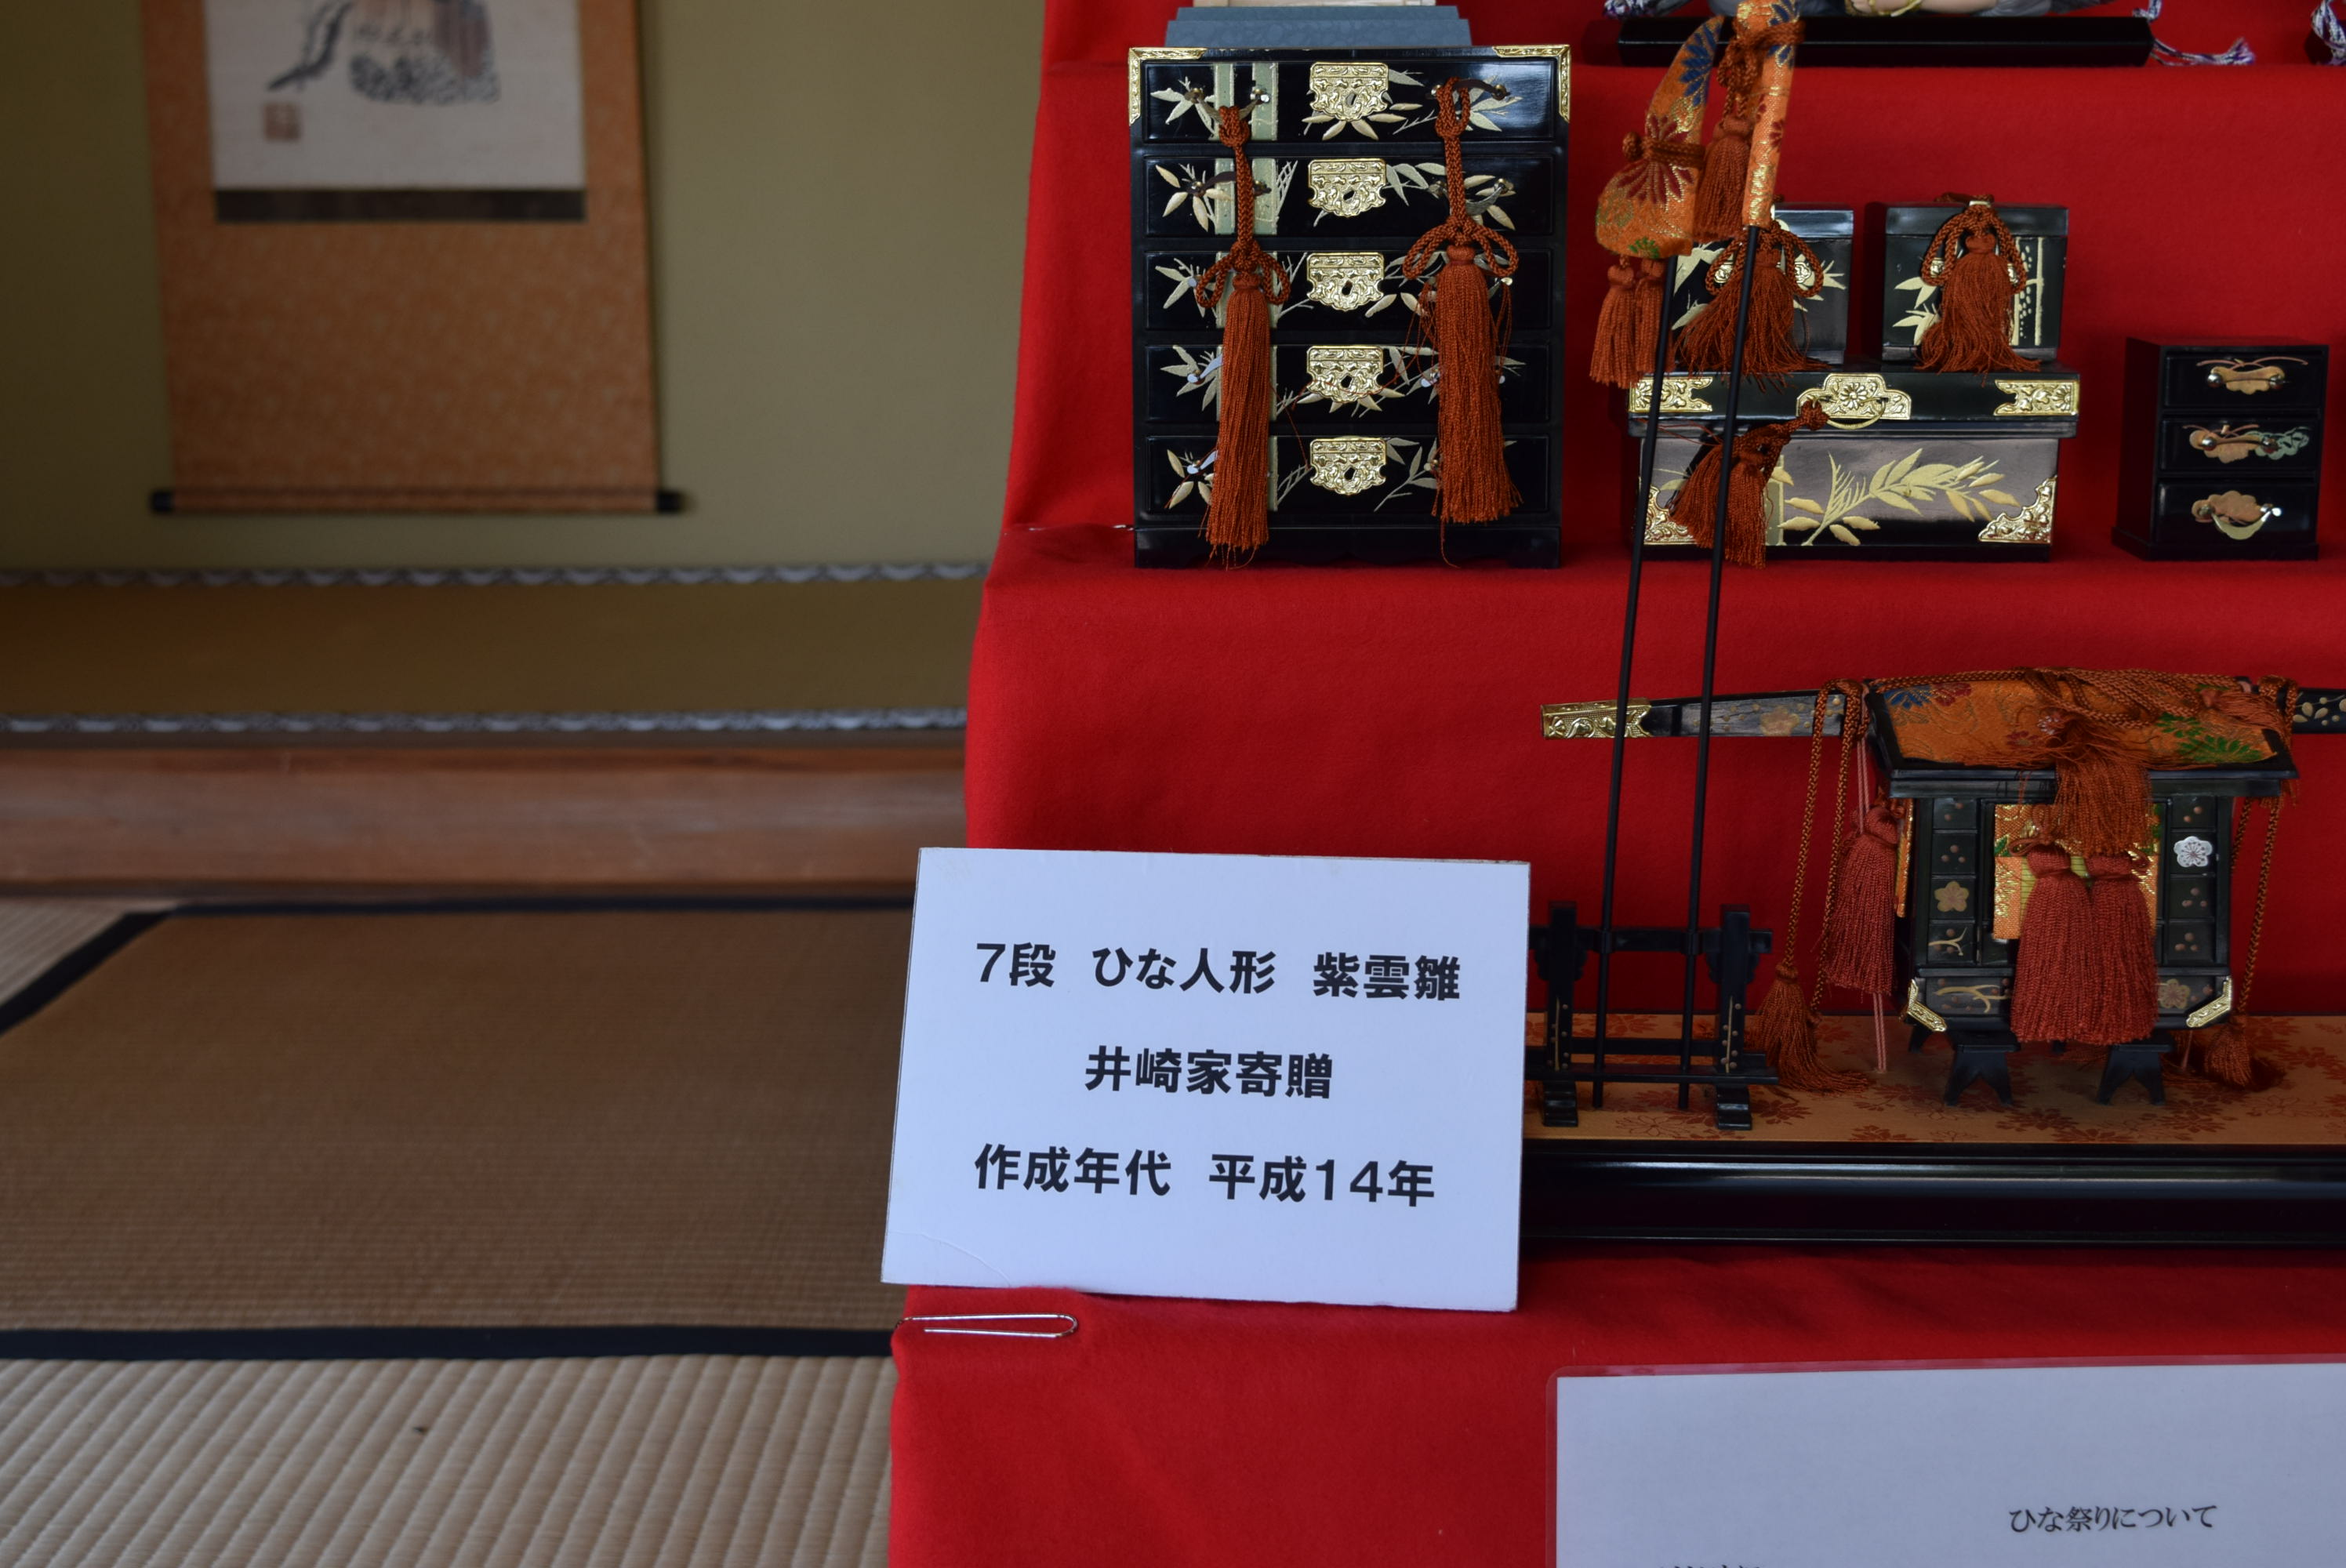 ７段 ひな人形 紫雲雛
井崎家寄贈
作成年代 平成１４年
ひな祭りについて